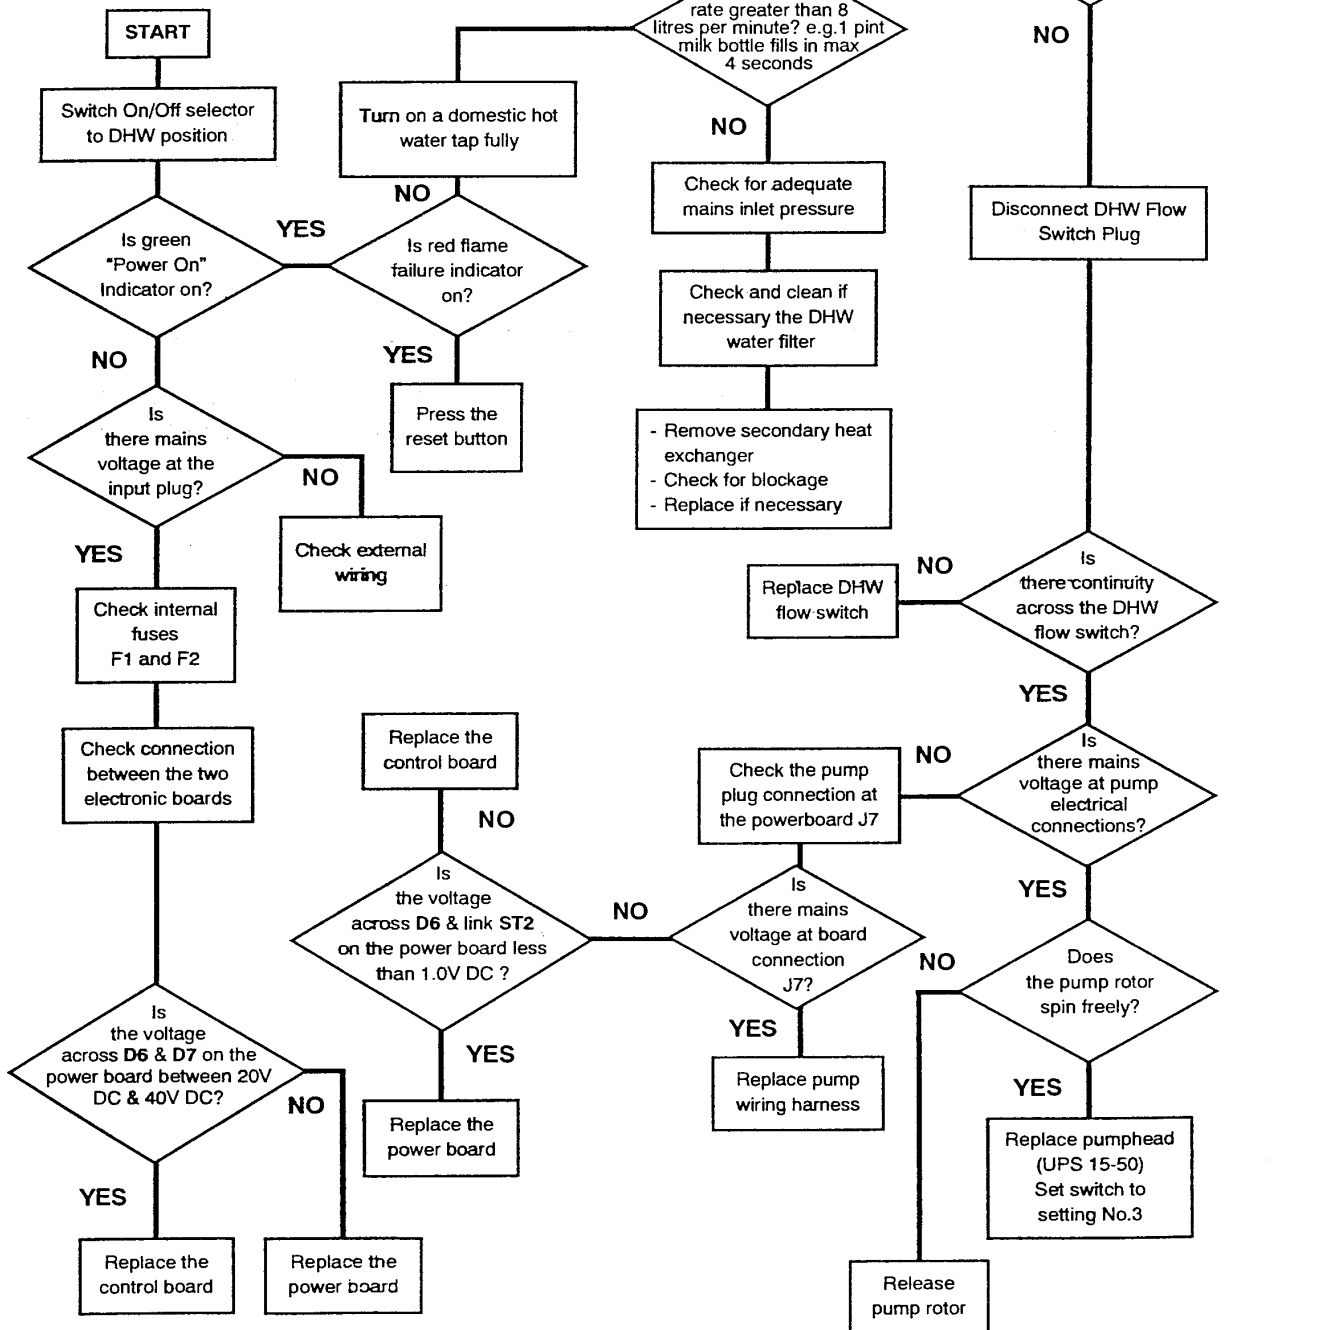 START
Switch On/Off selector
to DHW position
Is green
"Power On"
Indicator on?
YES
NO
Is
there mains
voltage at the
input plug?
NO
Check external
wiring
YES
Check internal
fuses
F1 and F2
Check connection
between the two
electronic boards
Is
the voltage
across D6 & D7 on the
power board between 20V
DC & 40V DC?
NO
YES
Replace the
control board
Replace the
power board
Turn on a domestic hot
water tap fully
NO
Is red flame
failure indicator
on?
YES
Press the
reset button
rate greater than 8
litres per minute? e.g.1 pint
milk bottle fills in max
4 seconds
NO
Check for adequate
mains inlet pressure
Check and clean if
necessary the DHW
water filter
- Remove secondary heat
exchanger
- Check for blockage
- Replace if necessary
NO
Disconnect DHW Flow
Switch Plug
Is
there continuity
across the DHW
flow switch?
NO
Replace DHW
flow switch
YES
Is
there mains
voltage at pump
electrical
connections?
NO
Check the pump
plug connection at
the powerboard J7
Is
there mains
voltage at board
connection
J7?
NO
YES
Replace pump
wiring harness
Is
the voltage
across D6 & link ST2
on the power board less
than 1.0V DC ?
NO
Replace the
control board
YES
Replace the
power board
YES
Does
the pump rotor
spin freely?
NO
Release
pump rotor
YES
Replace pumphead
(UPS 15-50)
Set switch to
setting No.3